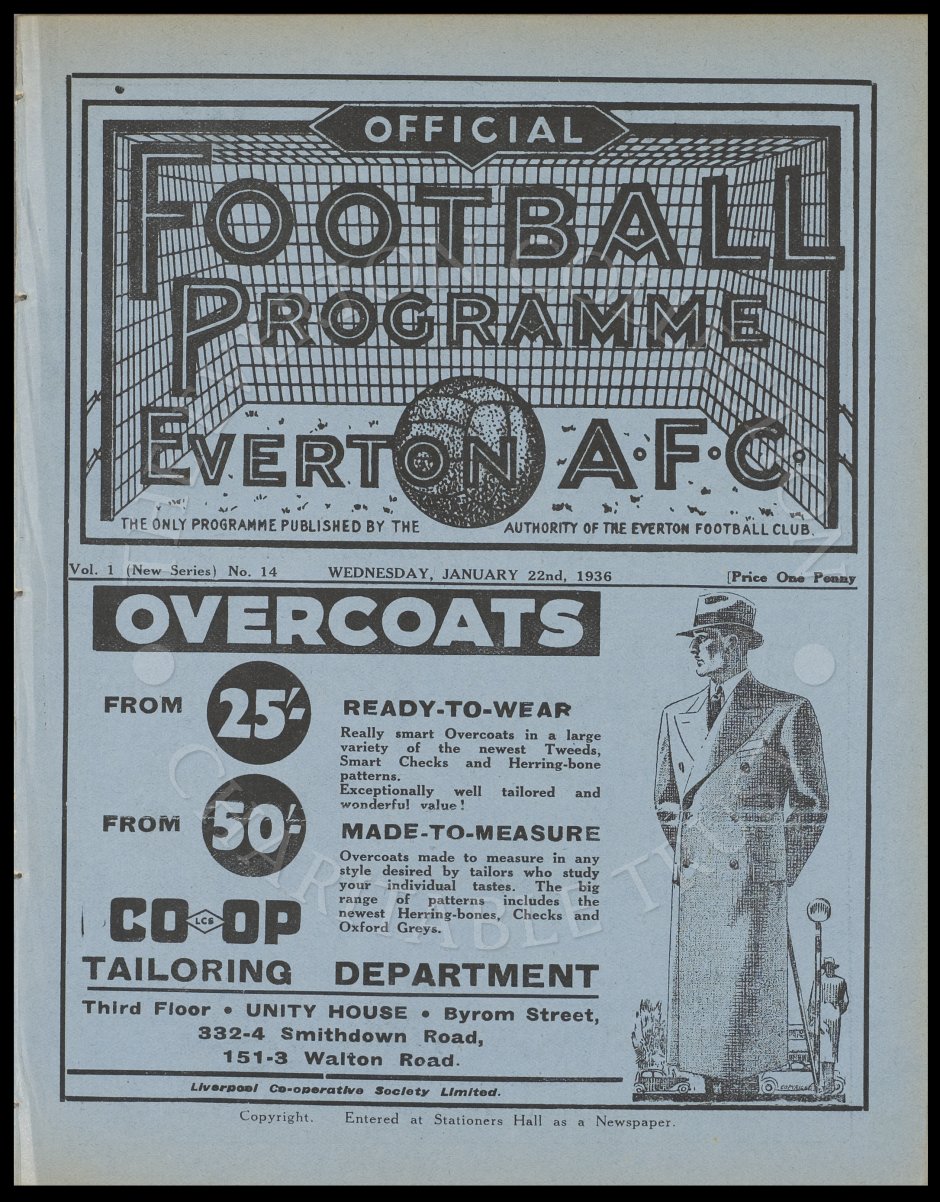 OFFICIAL
FOOTBALL
PROGRAMME
EVERTON A·F·C·
THE ONLY PROGRAMME PUBLISHED BY THE AUTHORITY OF THE EVERTON FOOTBALL CLUB.
Vol. 1 (New Series) No. 14 WEDNESDAY, JANUARY 22nd, 1936 [Price One Penny
OVERCOATS
FROM 25/-
READY-TO-WEAR
Really smart Overcoats in a large
variety of the newest Tweeds,
Smart Checks and Herring-bone
patterns.
Exceptionally well tailored and
wonderful value!
FROM 50/-
MADE-TO-MEASURE
Overcoats made to measure in any
style desired by tailors who study
your individual tastes. The big
range of patterns includes the
newest Herring-bones, Checks and
Oxford Greys.
CO LCS OP
TAILORING DEPARTMENT
Third Floor • UNITY HOUSE • Byrom Street,
332-4 Smithdown Road,
151-3 Walton Road.
Liverpool Co-operative Society Limited.
Copyright. Entered at Stationers Hall as a Newspaper.
THE EVERTON COLLECTION
CHARITABLE TRUST